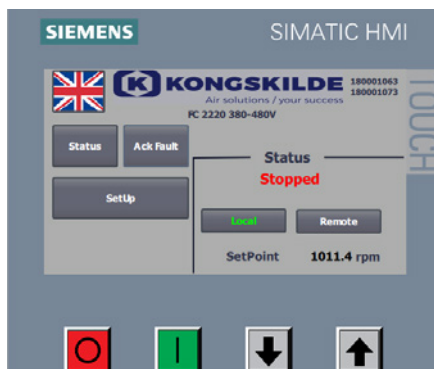 SIEMENS SIMATIC HMI
TOUCH
K KONGSKILDE 180001063
180001073
Air solutions / your success
FC 2220 380-480V
Status Ack Fault
Status
Stopped
SetUp
Local Remote
SetPoint 1011.4 rpm